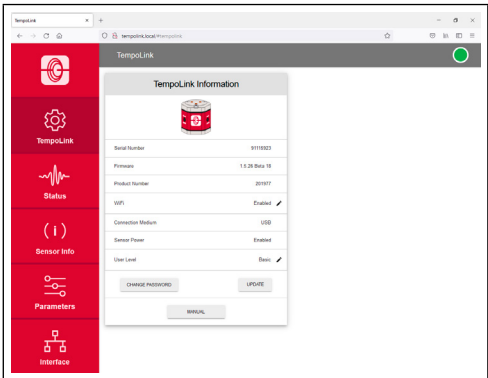 TempoLink
tempolink.local/#tempolink
TempoLink
TempoLink
Status
Sensor Info
Parameters
Interface
TempoLink Information
Serial Number 91118923
Firmware 1.0.26 Beta 18
Product Number 201977
WiFi Enabled
Connection Medium USB
Sensor Power Enabled
User Level Basic
CHANGE PASSWORD UPDATE
MANUAL